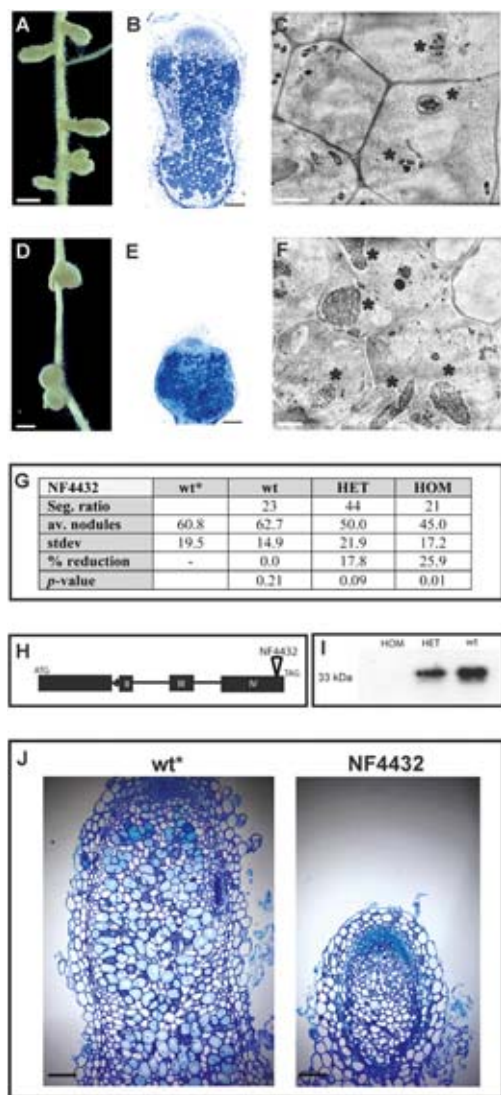 A B C
D E F
G
NF4432 wt* wt HET HOM
Seg. ratio 23 44 21
av. nodules 60.8 62.7 50.0 45.0
stdev 19.5 14.9 21.9 17.2
% reduction - 0.0 17.8 25.9
p-value 0.21 0.09 0.01
H
NF4432
ATG TAG
II III IV
I
HOM HET wt
33 kDa
J
wt* NF4432